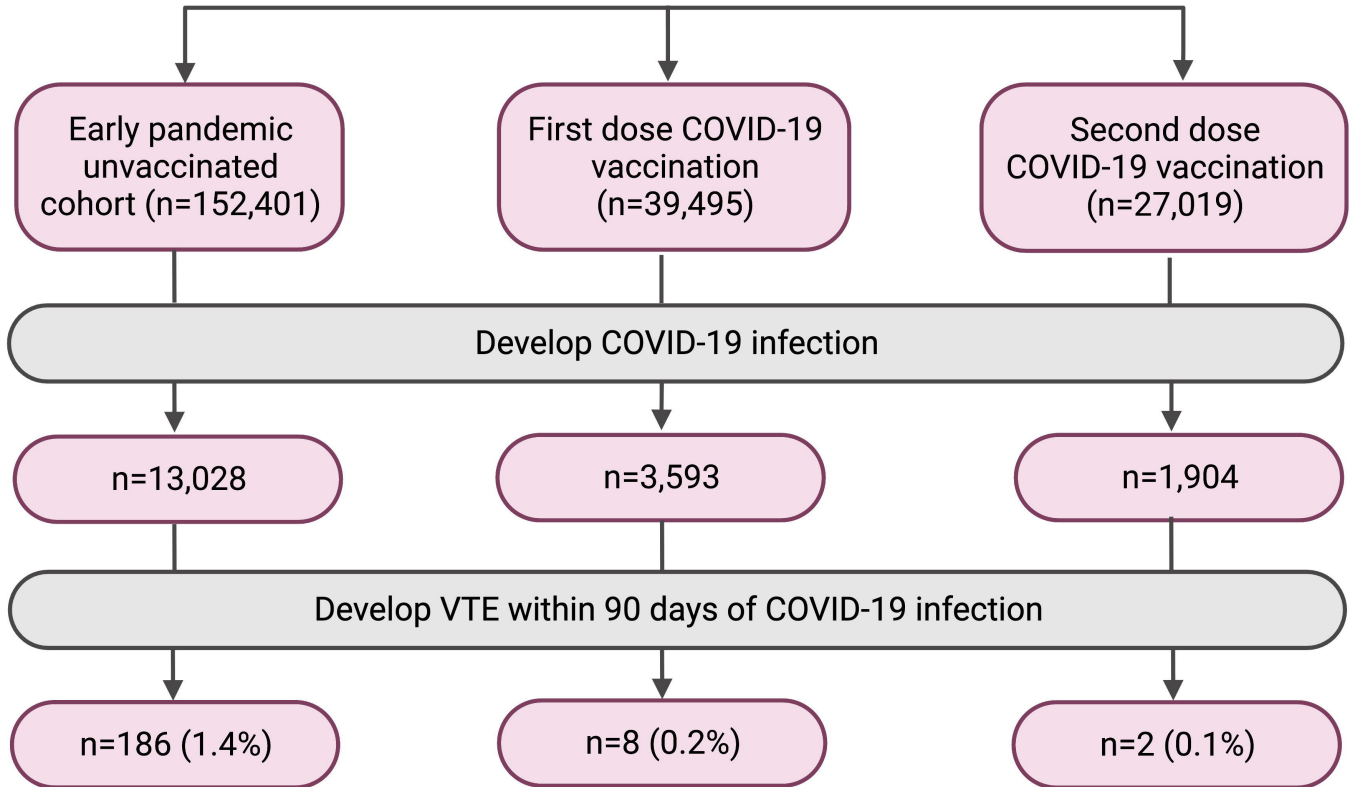 Early pandemic
unvaccinated
cohort (n=152,401)
First dose COVID-19
vaccination
(n=39,495)
Second dose
COVID-19 vaccination
(n=27,019)
Develop COVID-19 infection
n=13,028
n=3,593
n=1,904
Develop VTE within 90 days of COVID-19 infection
n=186 (1.4%)
n=8 (0.2%)
n=2 (0.1%)